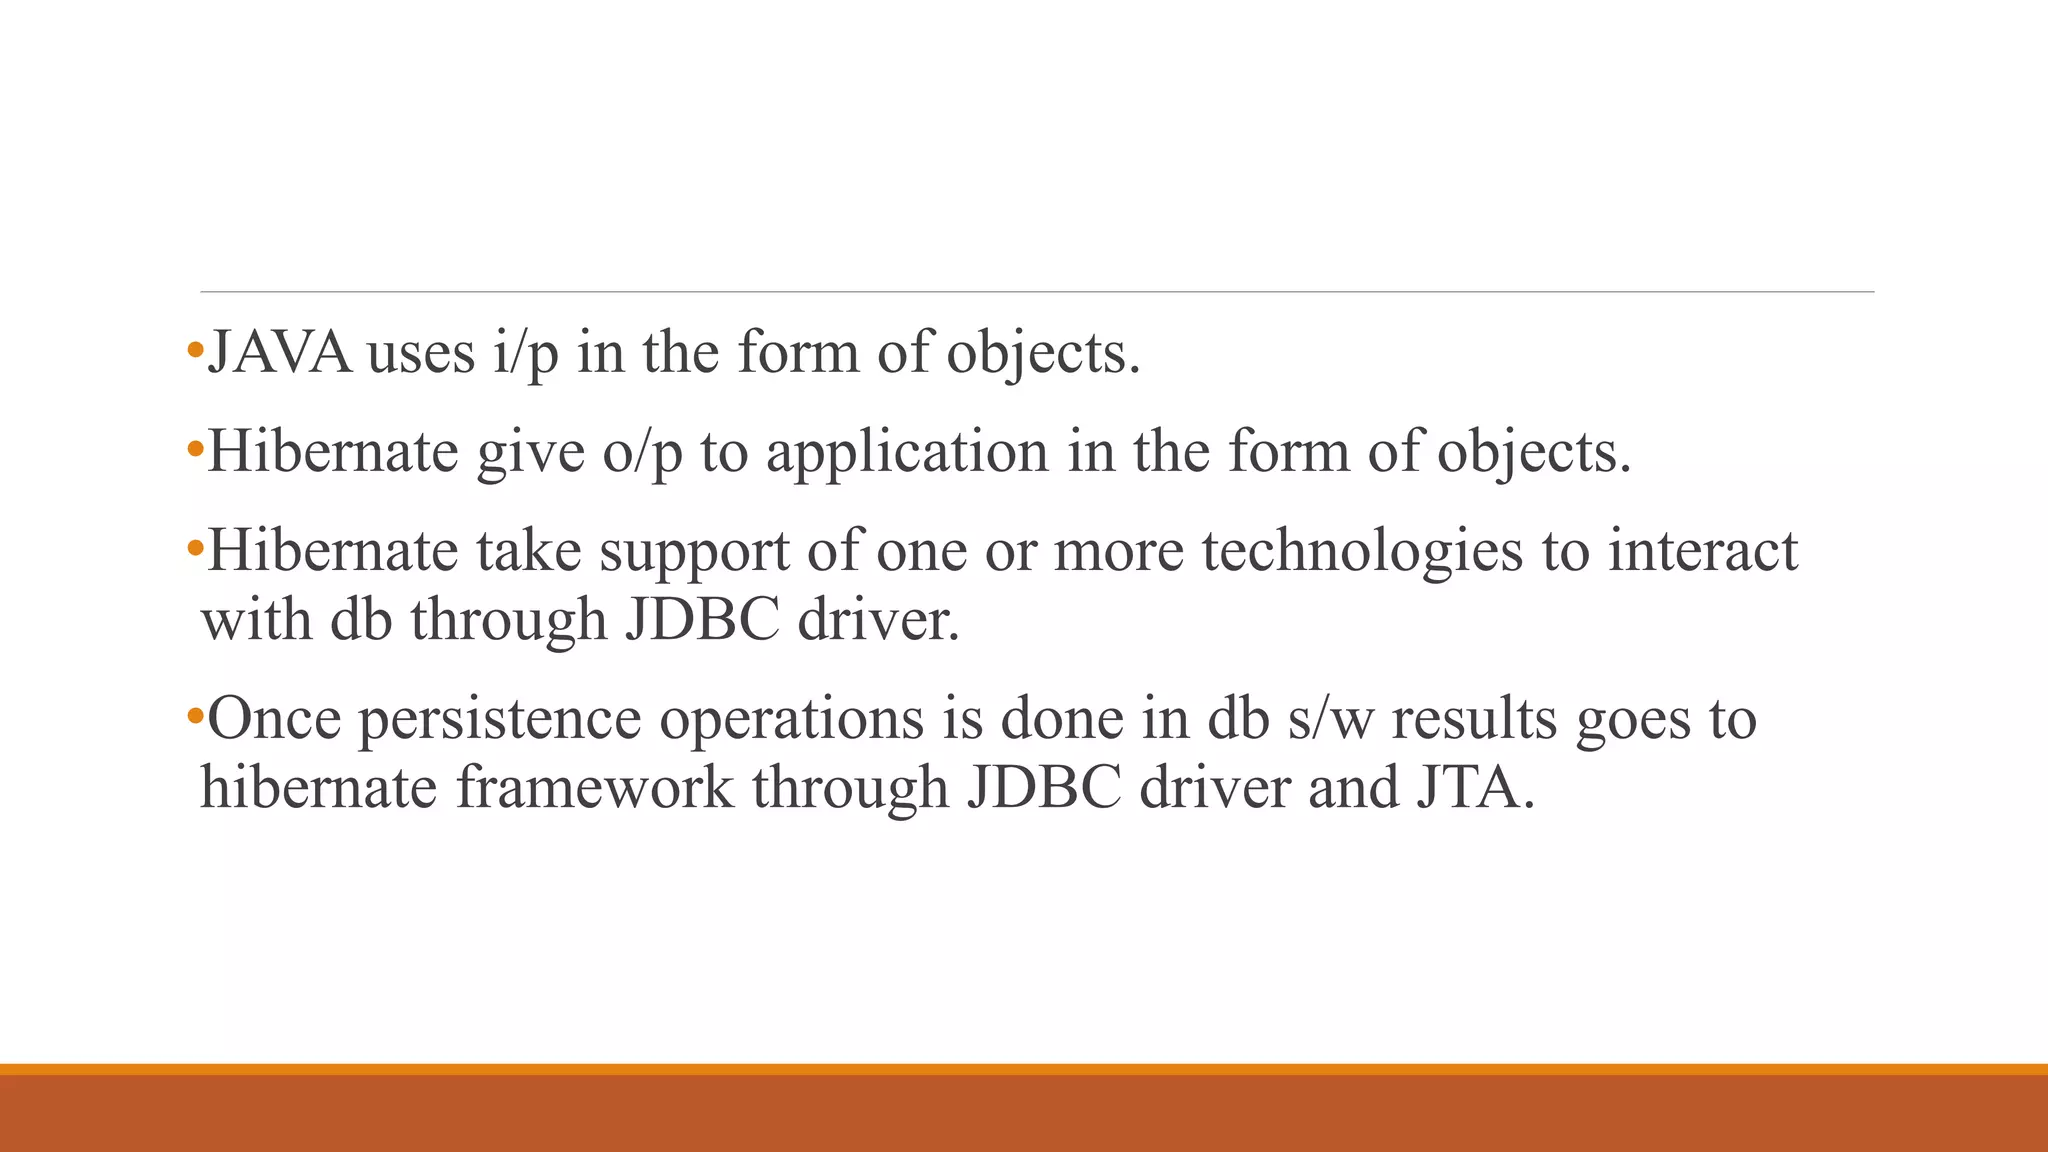 •JAVA uses i/p in the form of objects.
•Hibernate give o/p to application in the form of objects.
•Hibernate take support of one or more technologies to interact
with db through JDBC driver.
•Once persistence operations is done in db s/w results goes to
hibernate framework through JDBC driver and JTA.